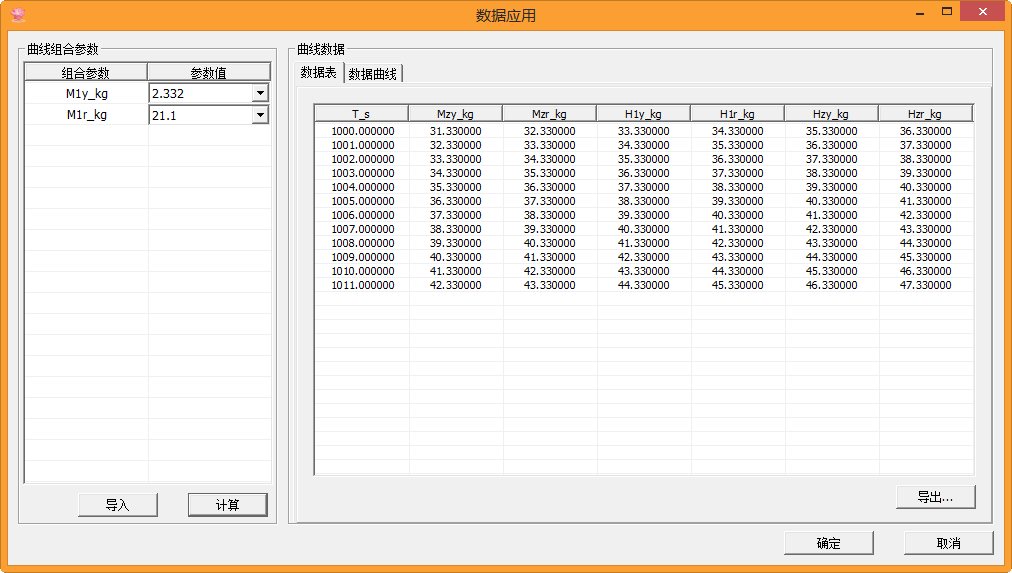 数据应用
曲线组合参数
组合参数 参数值
M1y_kg 2.332
M1r_kg 21.1
导入 计算
曲线数据
数据表 数据曲线
T_s Mzy_kg Mzr_kg H1y_kg H1r_kg Hzy_kg Hzr_kg
1000.000000 31.330000 32.330000 33.330000 34.330000 35.330000 36.330000
1001.000000 32.330000 33.330000 34.330000 35.330000 36.330000 37.330000
1002.000000 33.330000 34.330000 35.330000 36.330000 37.330000 38.330000
1003.000000 34.330000 35.330000 36.330000 37.330000 38.330000 39.330000
1004.000000 35.330000 36.330000 37.330000 38.330000 39.330000 40.330000
1005.000000 36.330000 37.330000 38.330000 39.330000 40.330000 41.330000
1006.000000 37.330000 38.330000 39.330000 40.330000 41.330000 42.330000
1007.000000 38.330000 39.330000 40.330000 41.330000 42.330000 43.330000
1008.000000 39.330000 40.330000 41.330000 42.330000 43.330000 44.330000
1009.000000 40.330000 41.330000 42.330000 43.330000 44.330000 45.330000
1010.000000 41.330000 42.330000 43.330000 44.330000 45.330000 46.330000
1011.000000 42.330000 43.330000 44.330000 45.330000 46.330000 47.330000
导出...
确定 取消